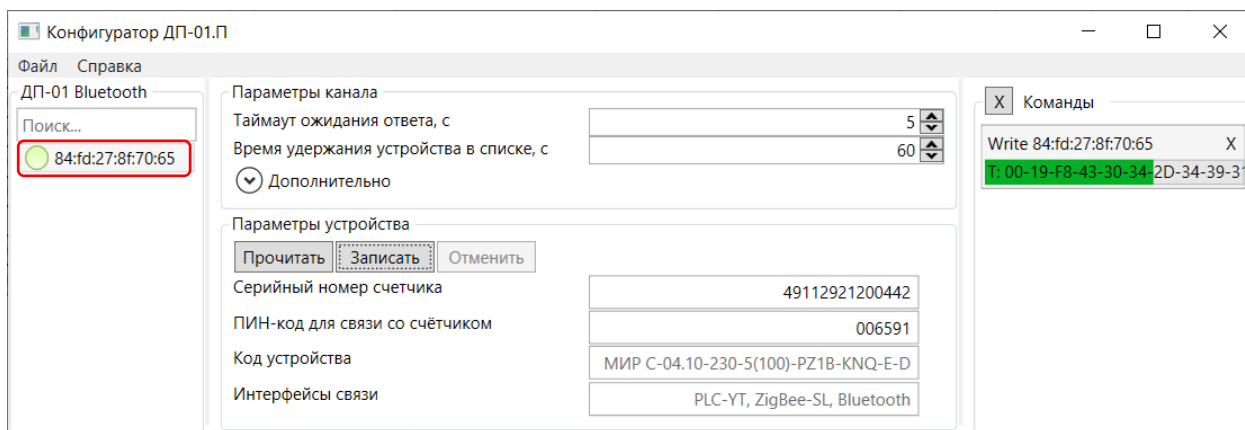 Конфигуратор ДП-01.П
Файл Справка
ДП-01 Bluetooth
Поиск...
84:fd:27:8f:70:65
Параметры канала
Таймаут ожидания ответа, с 5
Время удержания устройства в списке, с 60
Дополнительно
Параметры устройства
Прочитать Записать Отменить
Серийный номер счетчика 49112921200442
ПИН-код для связи со счётчиком 006591
Код устройства МИР С-04.10-230-5(100)-PZ1B-KNQ-E-D
Интерфейсы связи PLC-YT, ZigBee-SL, Bluetooth
X Команды
Write 84:fd:27:8f:70:65 X
T: 00-19-F8-43-30-34-2D-34-39-31